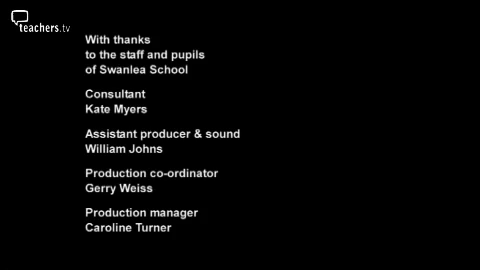 teachers.tv
With thanks
to the staff and pupils
of Swanlea School
Consultant
Kate Myers
Assistant producer & sound
William Johns
Production co-ordinator
Gerry Weiss
Production manager
Caroline Turner